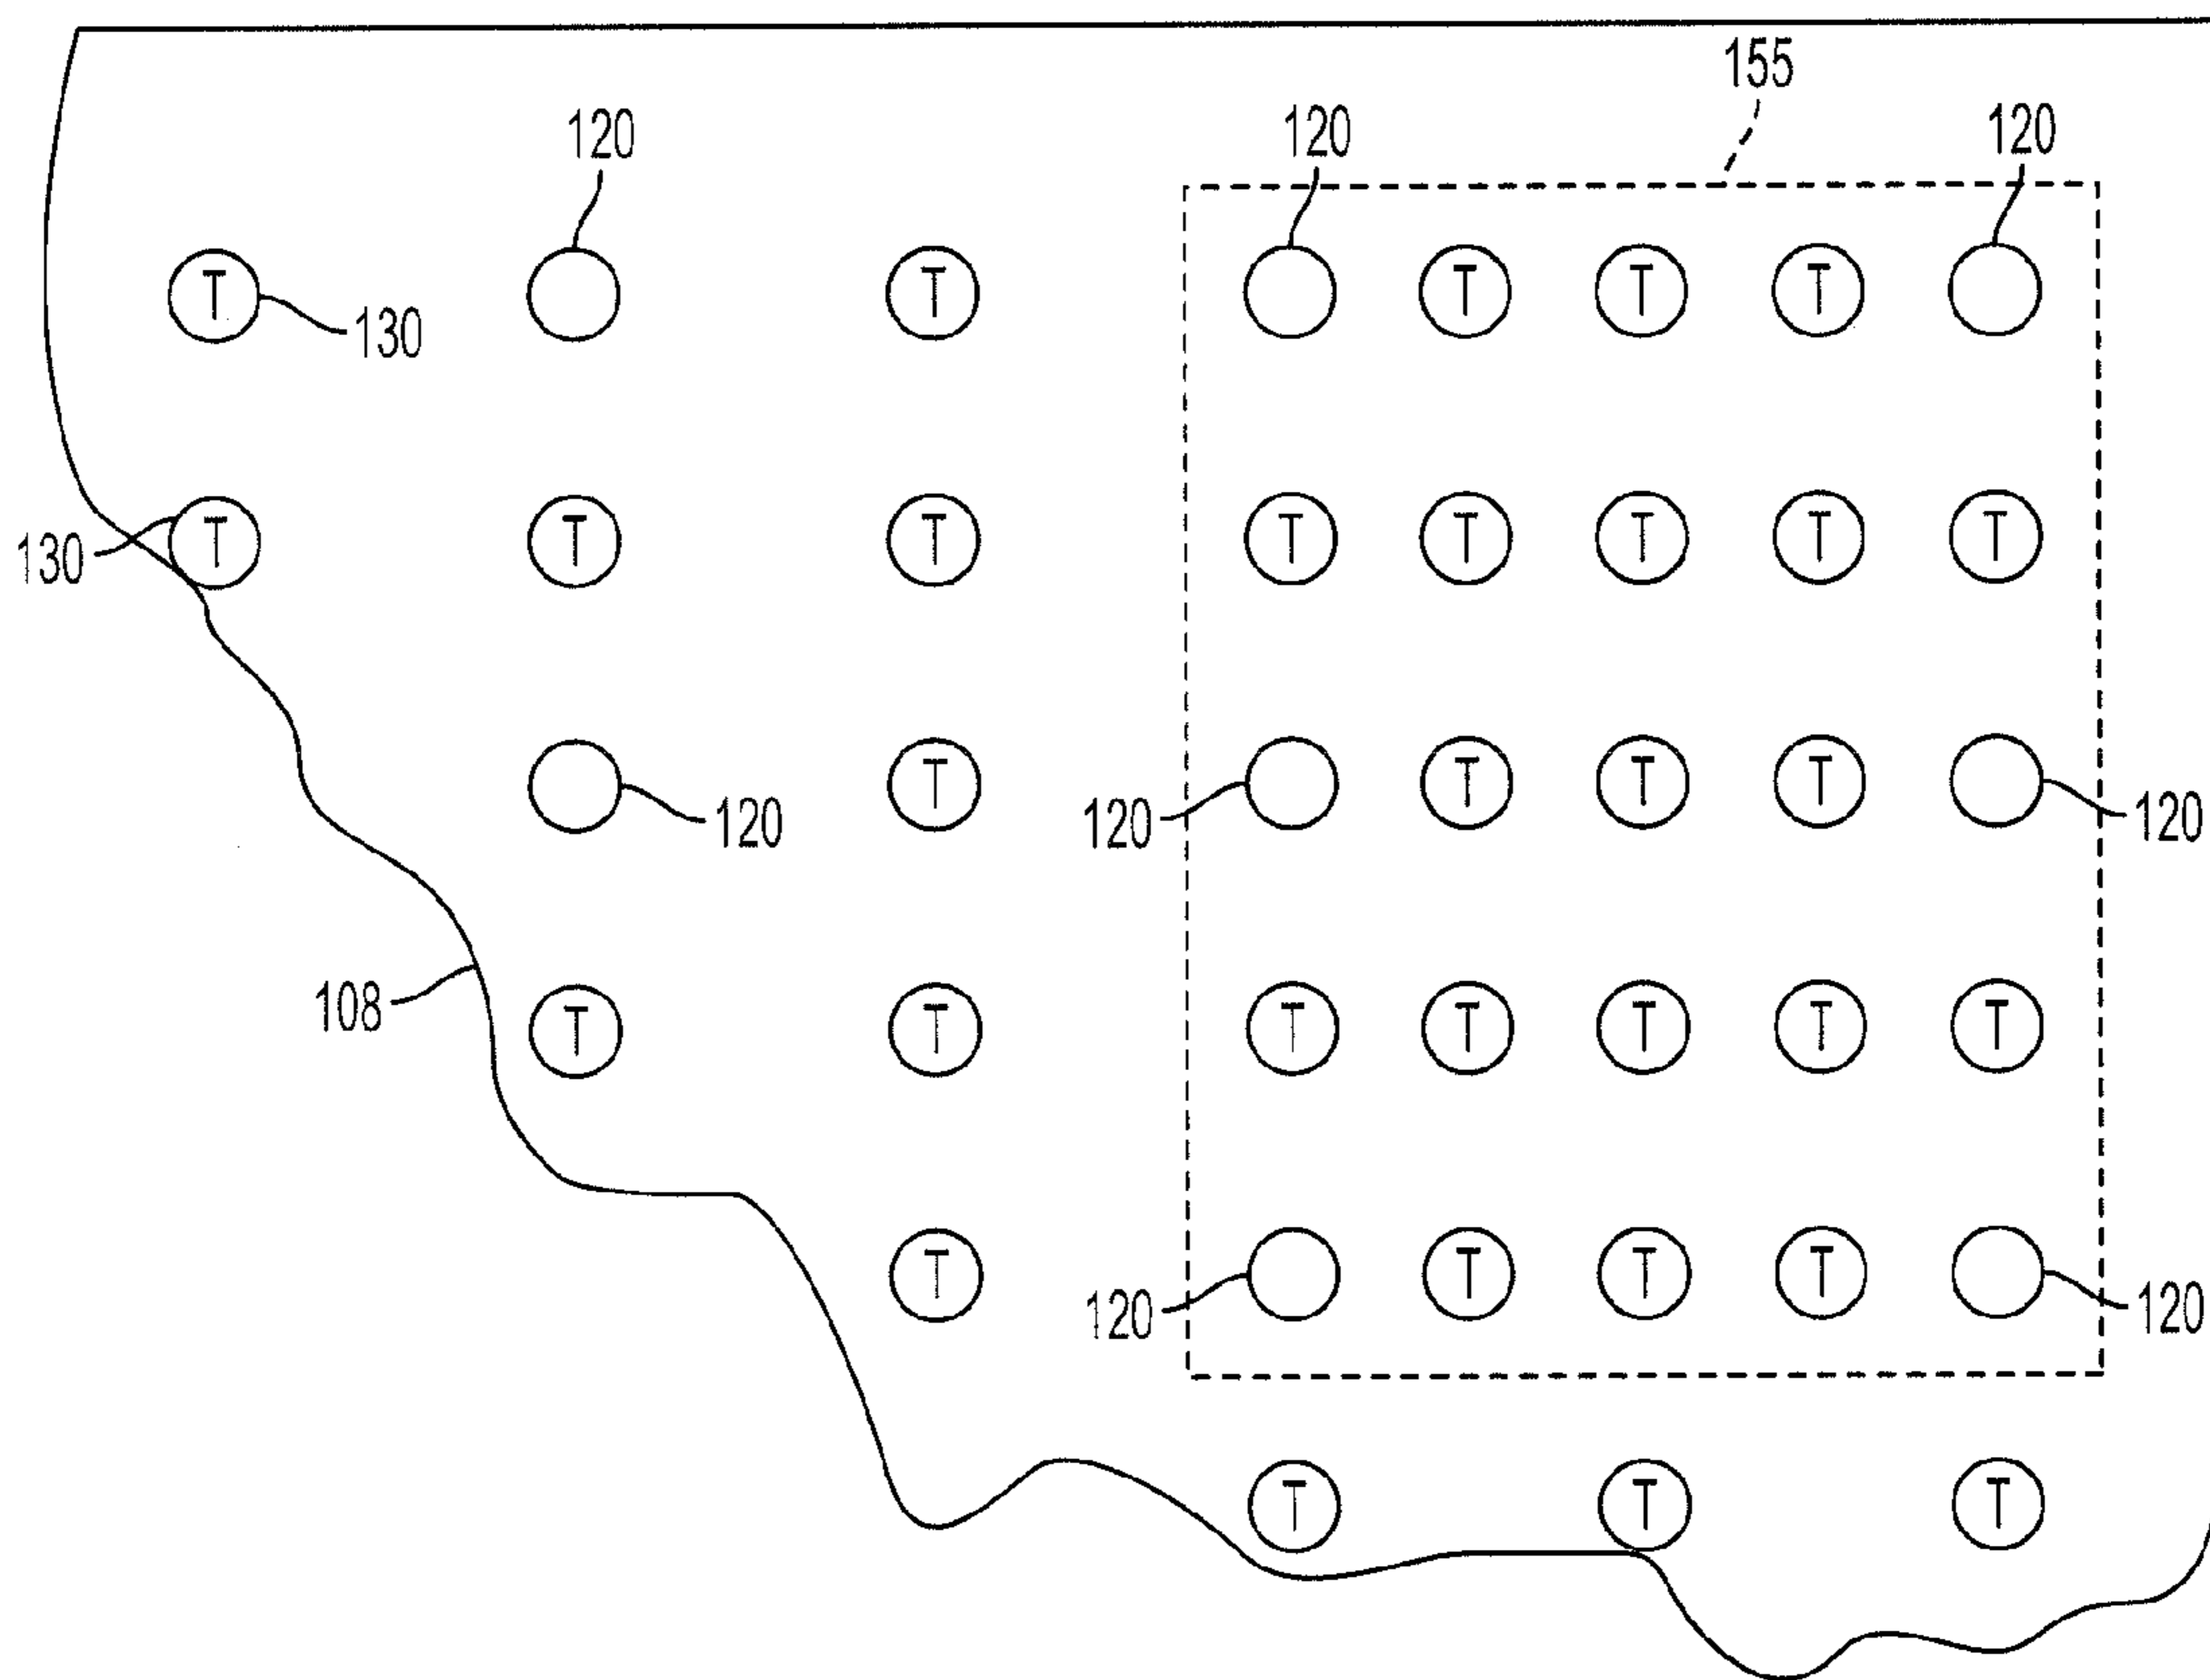 155
120 120 120
T T T T T
130
T T T T T T T T
130
T T T T
120 120 120
T T T T T T T
108
T T T T
120 120
T T T